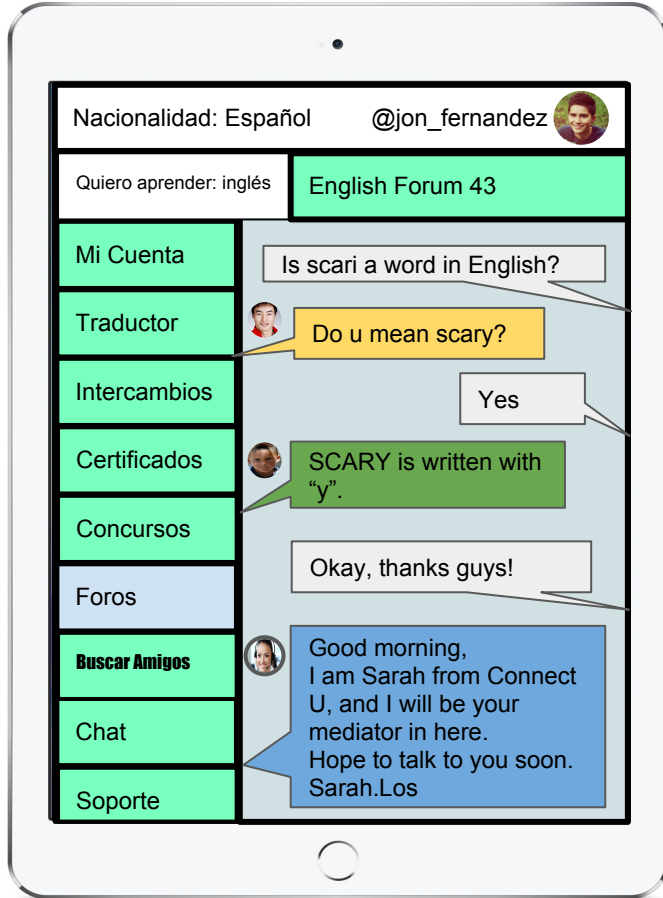 Nacionalidad: Español
@jon_fernandez
Quiero aprender: inglés
English Forum 43
Mi Cuenta
Traductor
Intercambios
Certificados
Concursos
Foros
Buscar Amigos
Chat
Soporte
Is scari a word in English?
Do u mean scary?
Yes
SCARY is written with
“y”.
Okay, thanks guys!
Good morning,
I am Sarah from Connect
U, and I will be your
mediator in here.
Hope to talk to you soon.
Sarah.Los